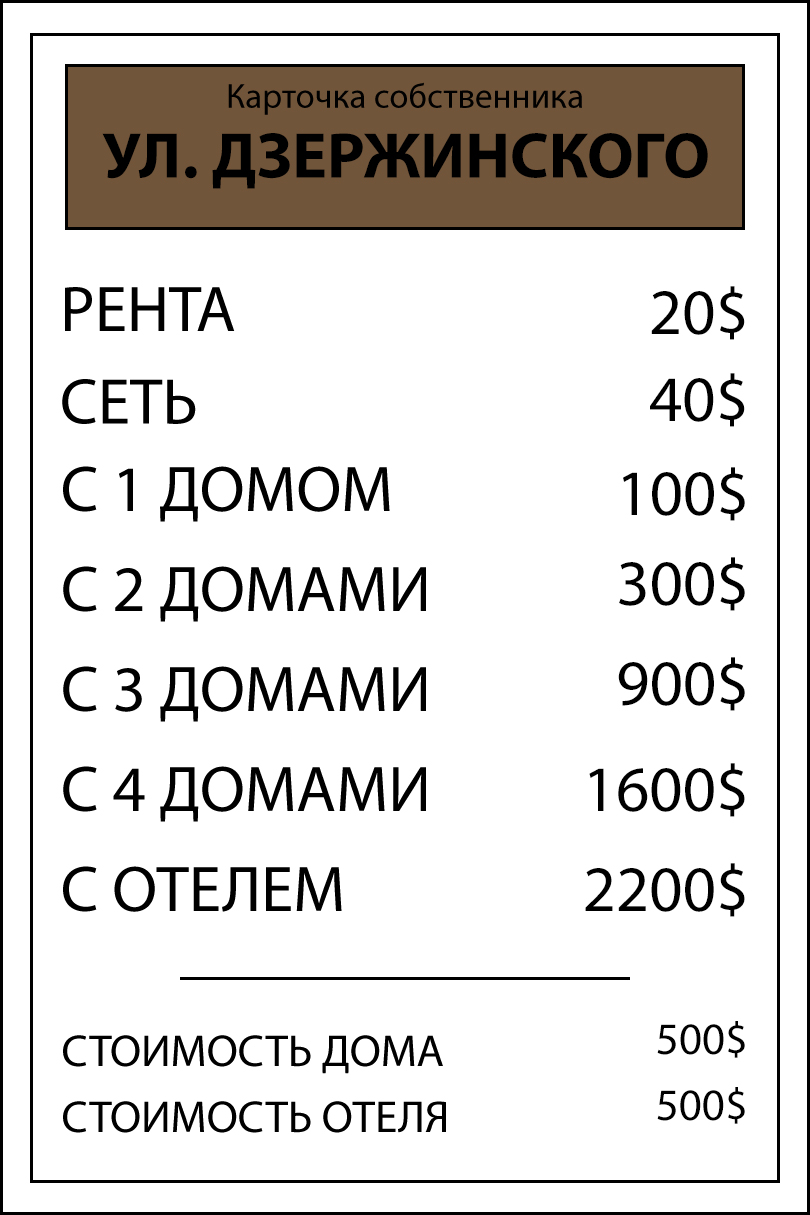 Карточка собственника
УЛ. ДЗЕРЖИНСКОГО
РЕНТА 20$
СЕТЬ 40$
С 1 ДОМОМ 100$
С 2 ДОМАМИ 300$
С 3 ДОМАМИ 900$
С 4 ДОМАМИ 1600$
С ОТЕЛЕМ 2200$
СТОИМОСТЬ ДОМА 500$
СТОИМОСТЬ ОТЕЛЯ 500$